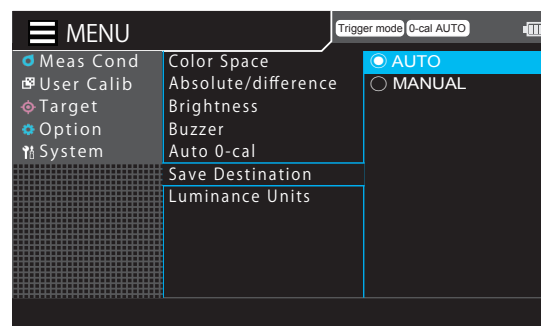 MENU
Trigger mode 0-cal AUTO
Meas Cond
User Calib
Target
Option
System
Color Space
Absolute/difference
Brightness
Buzzer
Auto 0-cal
Save Destination
Luminance Units
AUTO
MANUAL